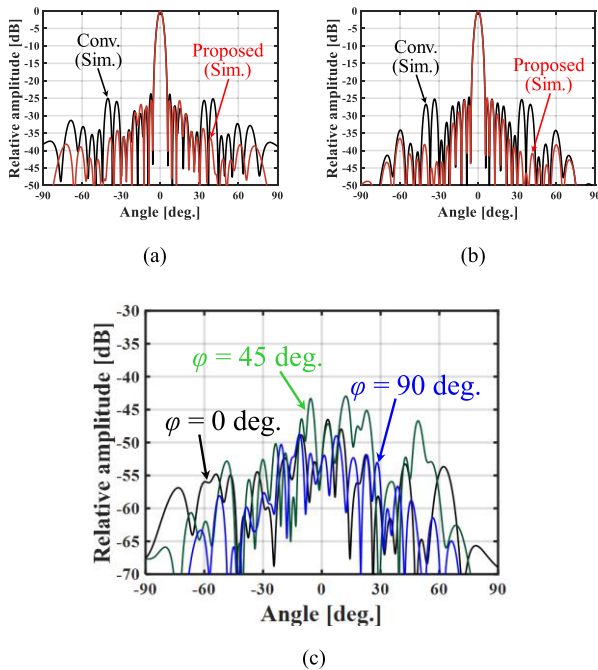 Relative amplitude [dB]
0
-5
-10
-15
-20
-25
-30
-35
-40
-45
-50
Conv.
(Sim.)
Proposed
(Sim.)
-90 -60 -30 0 30 60 90
Angle [deg.]
(a)
Relative amplitude [dB]
0
-5
-10
-15
-20
-25
-30
-35
-40
-45
-50
Conv.
(Sim.)
Proposed
(Sim.)
-90 -60 -30 0 30 60 90
Angle [deg.]
(b)
Relative amplitude [dB]
-30
-35
-40
-45
-50
-55
-60
-65
-70
φ = 45 deg.
φ = 90 deg.
φ = 0 deg.
-90 -60 -30 0 30 60 90
Angle [deg.]
(c)